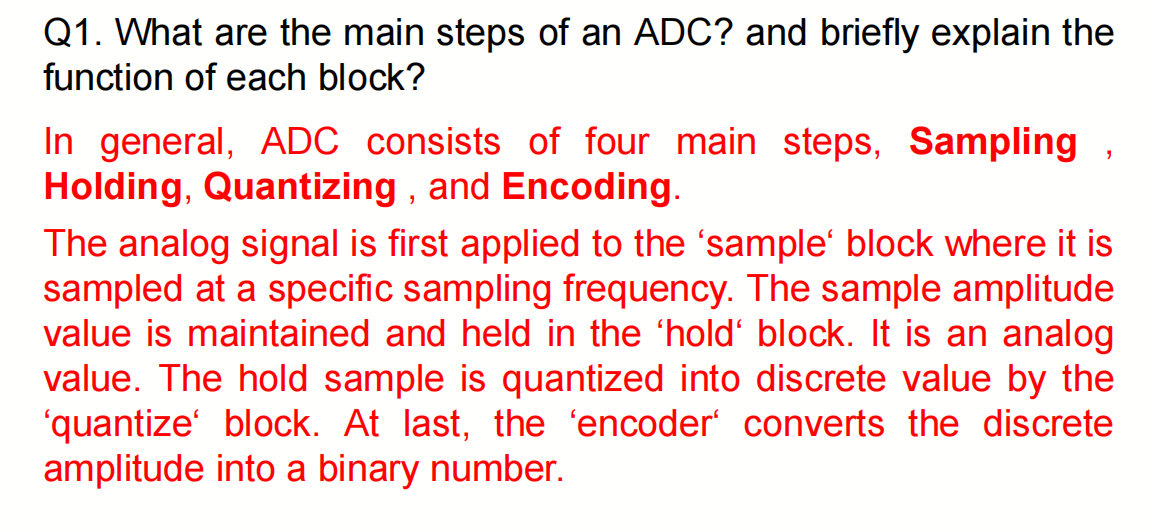 Q1. What are the main steps of an ADC? and briefly explain the
function of each block?
In general, ADC consists of four main steps, Sampling ,
Holding, Quantizing , and Encoding.
The analog signal is first applied to the ‘sample‘ block where it is
sampled at a specific sampling frequency. The sample amplitude
value is maintained and held in the ‘hold‘ block. It is an analog
value. The hold sample is quantized into discrete value by the
‘quantize‘ block. At last, the ‘encoder‘ converts the discrete
amplitude into a binary number.